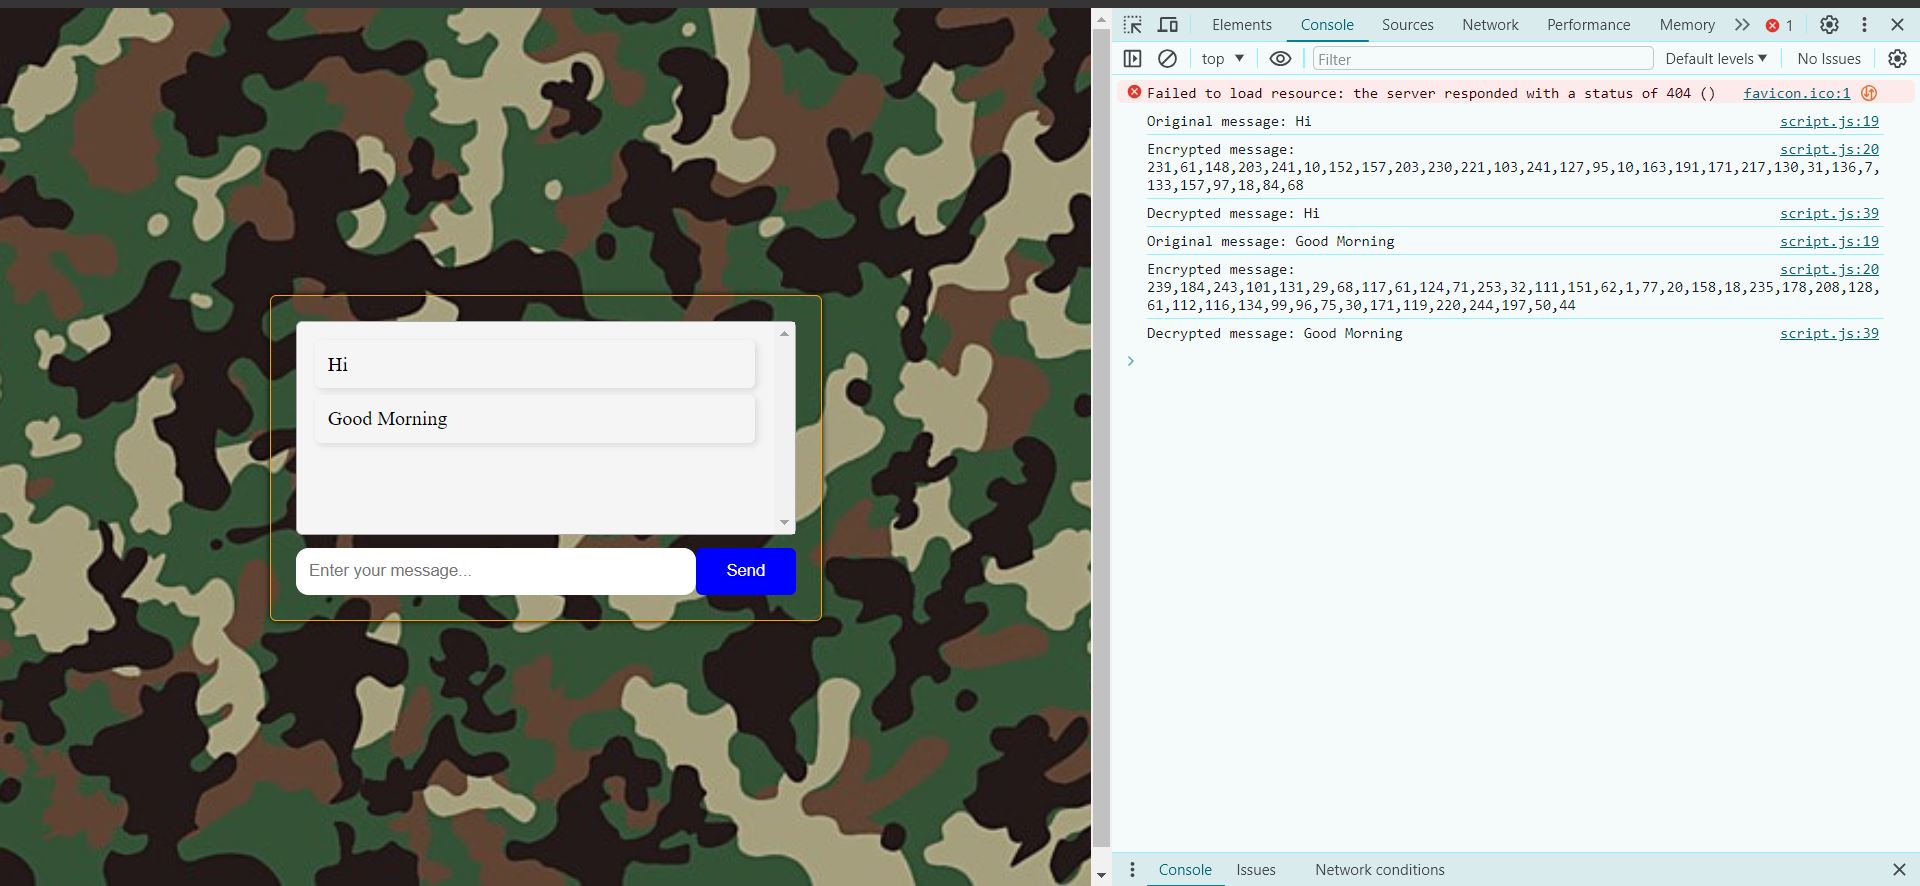 Elements Console Sources Network Performance Memory 1
top Filter Default levels No Issues
Failed to load resource: the server responded with a status of 404 () favicon.ico:1
Original message: Hi script.js:19
Encrypted message: script.js:20
231,61,148,203,241,10,152,157,203,230,221,103,241,127,95,10,163,191,171,217,130,31,136,7,
133,157,97,18,84,68
Decrypted message: Hi script.js:39
Original message: Good Morning script.js:19
Encrypted message: script.js:20
239,184,243,101,131,29,68,117,61,124,71,253,32,111,151,62,1,77,20,158,18,235,178,208,128,
61,112,116,134,99,96,75,30,171,119,220,244,197,50,44
Decrypted message: Good Morning script.js:39
Hi
Good Morning
Enter your message...
Send
Console Issues Network conditions